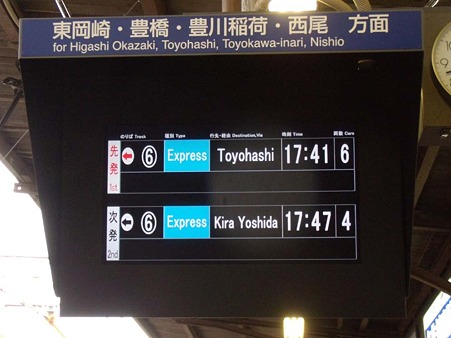 東岡崎・豊橋・豊川稲荷・西尾 方面
for Higashi Okazaki, Toyohashi, Toyokawa-inari, Nishio
のりば Track 種別 Type 行先・経由 Destination,Via 時刻 Time 両数 Cars
先発 1st ← ⑥ Express Toyohashi 17:41 6
次発 2nd ← ⑥ Express Kira Yoshida 17:47 4